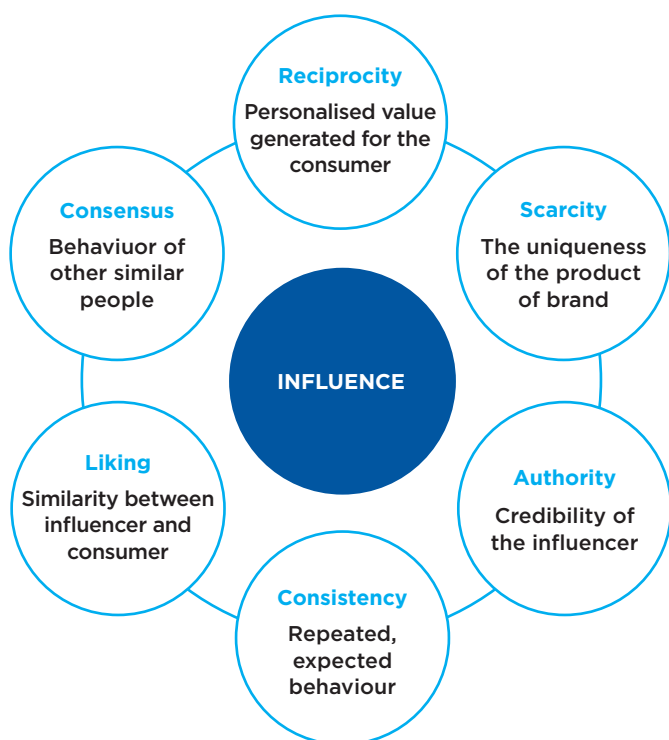 Reciprocity
Personalised value
generated for the
consumer
Consensus
Behaviuor of
other similar
people
Scarcity
The uniqueness
of the product
of brand
INFLUENCE
Liking
Similarity between
influencer and
consumer
Authority
Credibility of
the influencer
Consistency
Repeated,
expected
behaviour